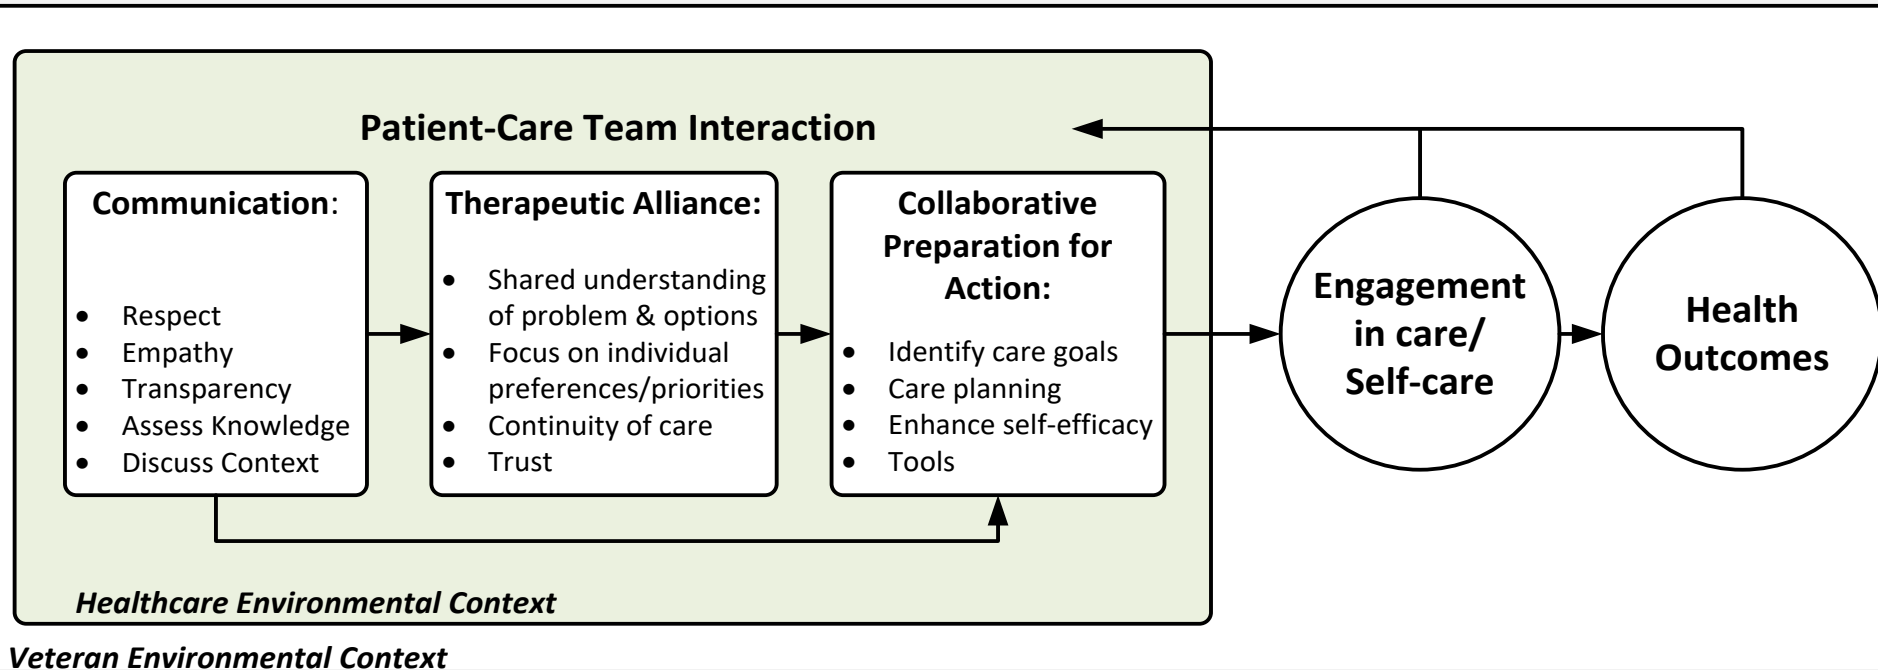 Patient-Care Team Interaction
Communication:
• Respect
• Empathy
• Transparency
• Assess Knowledge
• Discuss Context
Therapeutic Alliance:
• Shared understanding
of problem & options
• Focus on individual
preferences/priorities
• Continuity of care
• Trust
Collaborative
Preparation for
Action:
• Identify care goals
• Care planning
• Enhance self-efficacy
• Tools
Engagement
in care/
Self-care
Health
Outcomes
Healthcare Environmental Context
Veteran Environmental Context